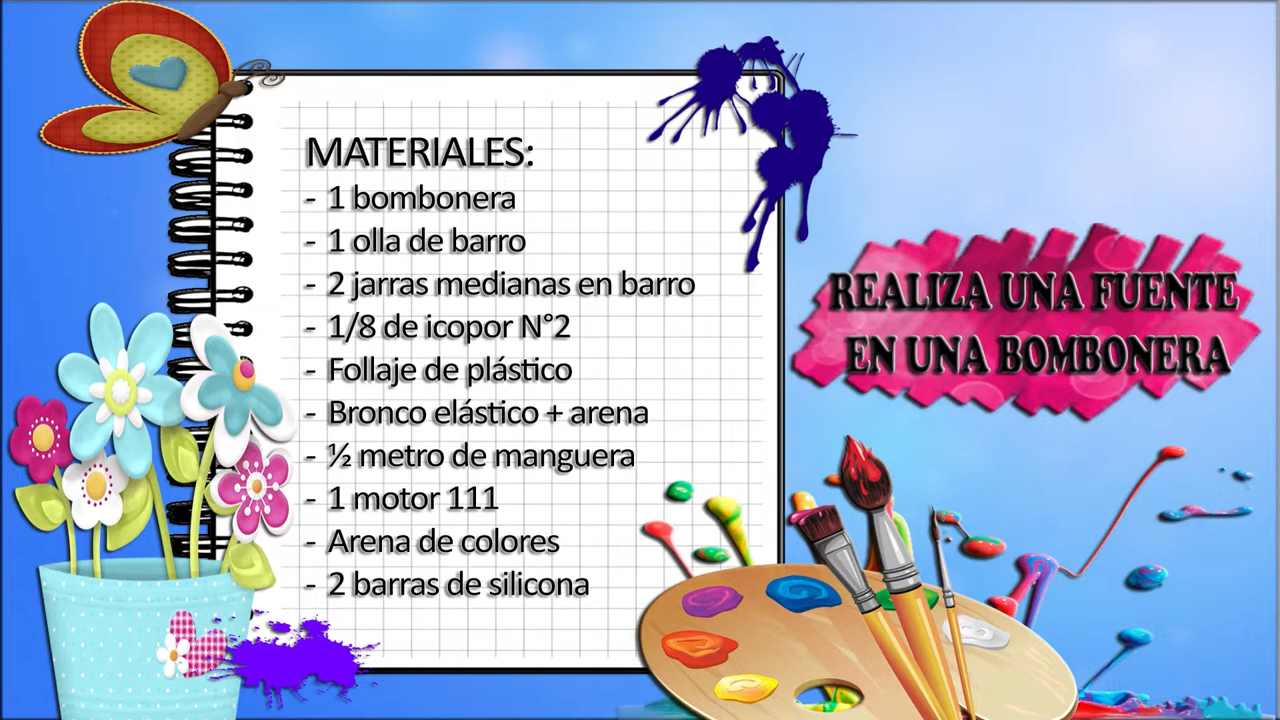 MATERIALES:
- 1 bombonera
- 1 olla de barro
- 2 jarras medianas en barro
- 1/8 de icopor N°2
- Follaje de plástico
- Bronco elástico + arena
- ½ metro de manguera
- 1 motor 111
- Arena de colores
- 2 barras de silicona
REALIZA UNA FUENTE
EN UNA BOMBONERA